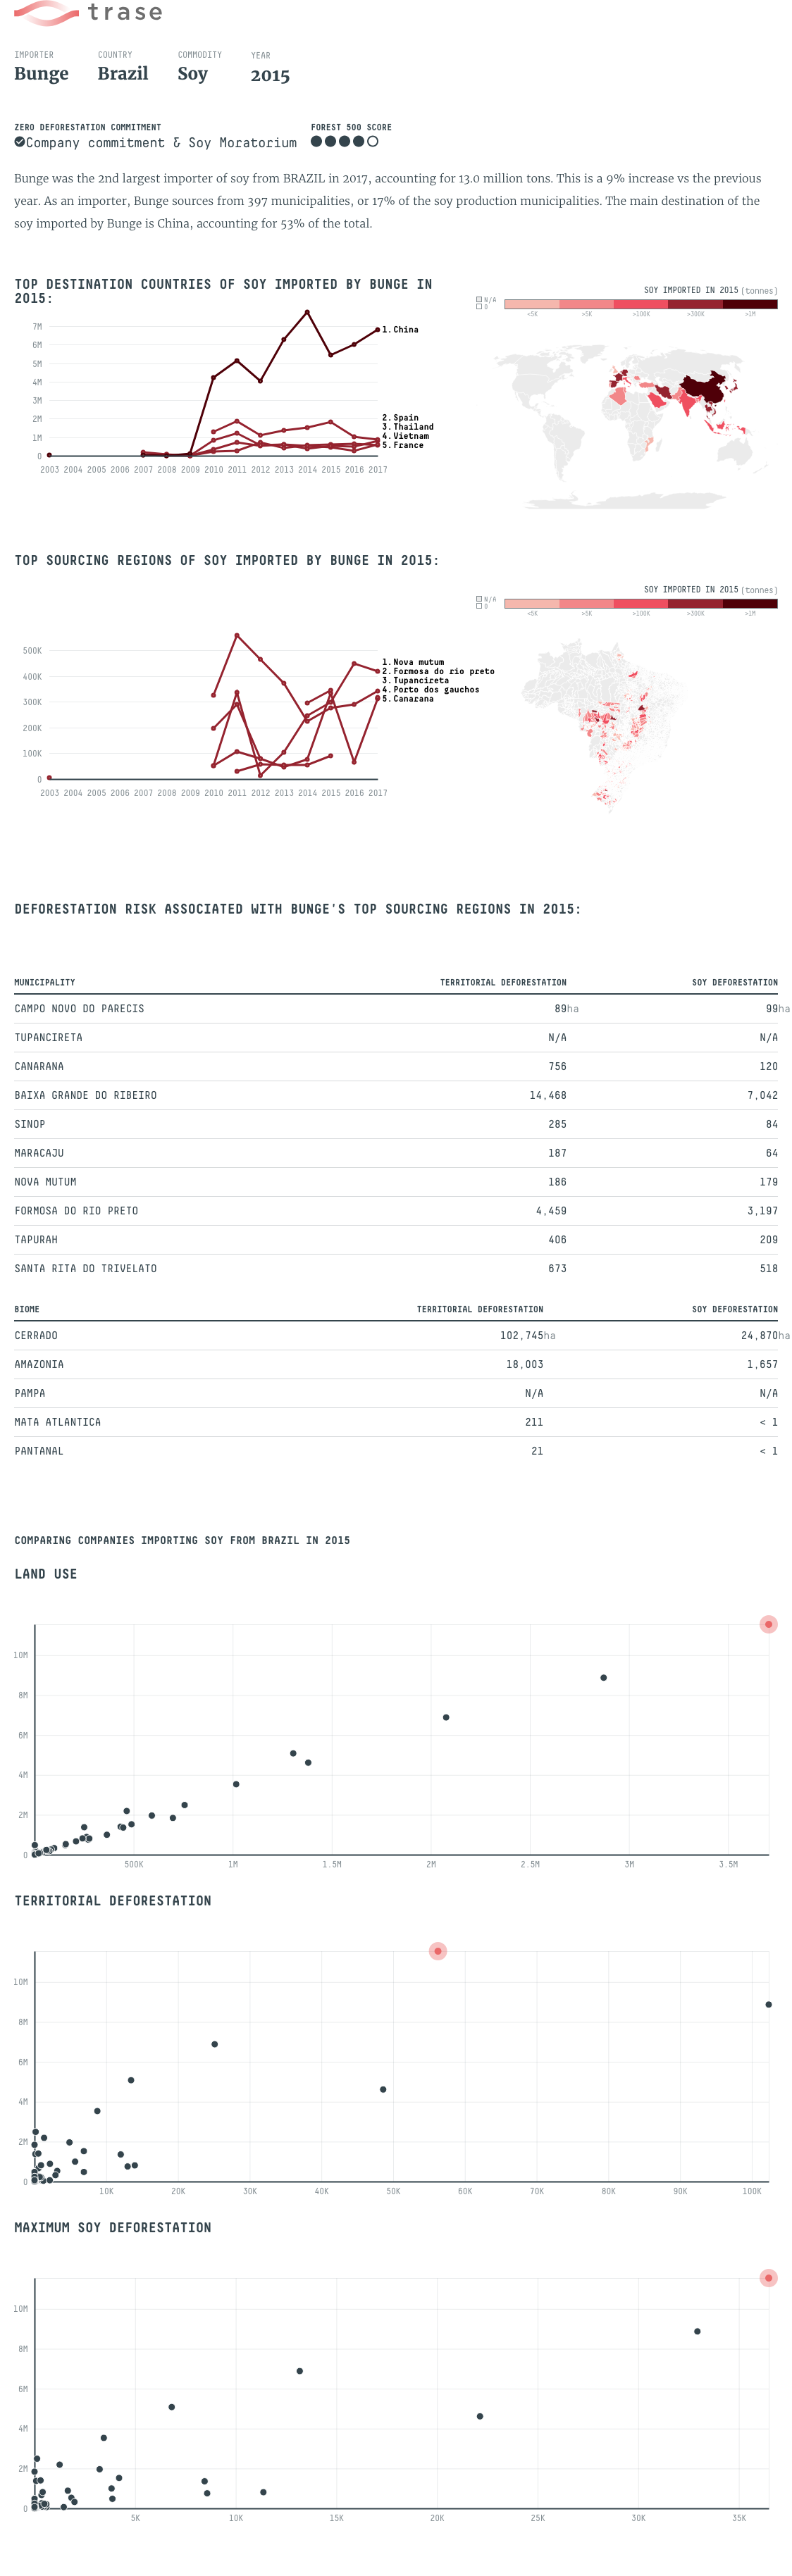 trase
IMPORTER COUNTRY COMMODITY YEAR
Bunge Brazil Soy 2015
ZERO DEFORESTATION COMMITMENT FOREST 500 SCORE
Company commitment & Soy Moratorium
Bunge was the 2nd largest importer of soy from BRAZIL in 2017, accounting for 13.0 million tons. This is a 9% increase vs the previous
year. As an importer, Bunge sources from 397 municipalities, or 17% of the soy production municipalities. The main destination of the
soy imported by Bunge is China, accounting for 53% of the total.
TOP DESTINATION COUNTRIES OF SOY IMPORTED BY BUNGE IN
2015:
7M
6M
5M
4M
3M
2M
1M
0
2003 2004 2005 2006 2007 2008 2009 2010 2011 2012 2013 2014 2015 2016 2017
1. China
2. Spain
3. Thailand
4. Vietnam
5. France
SOY IMPORTED IN 2015 (tonnes)
N/A
0
<5K >5K >100K >300K >1M
TOP SOURCING REGIONS OF SOY IMPORTED BY BUNGE IN 2015:
500K
400K
300K
200K
100K
0
2003 2004 2005 2006 2007 2008 2009 2010 2011 2012 2013 2014 2015 2016 2017
1. Nova mutum
2. Formosa do rio preto
3. Tupancireta
4. Porto dos gauchos
5. Canarana
SOY IMPORTED IN 2015 (tonnes)
N/A
0
<5K >5K >100K >300K >1M
DEFORESTATION RISK ASSOCIATED WITH BUNGE'S TOP SOURCING REGIONS IN 2015:
MUNICIPALITY TERRITORIAL DEFORESTATION SOY DEFORESTATION
CAMPO NOVO DO PARECIS 89ha 99ha
TUPANCIRETA N/A N/A
CANARANA 756 120
BAIXA GRANDE DO RIBEIRO 14,468 7,042
SINOP 285 84
MARACAJU 187 64
NOVA MUTUM 186 179
FORMOSA DO RIO PRETO 4,459 3,197
TAPURAH 406 209
SANTA RITA DO TRIVELATO 673 518
BIOME TERRITORIAL DEFORESTATION SOY DEFORESTATION
CERRADO 102,745ha 24,870ha
AMAZONIA 18,003 1,657
PAMPA N/A N/A
MATA ATLANTICA 211 < 1
PANTANAL 21 < 1
COMPARING COMPANIES IMPORTING SOY FROM BRAZIL IN 2015
LAND USE
10M
8M
6M
4M
2M
0
500K 1M 1.5M 2M 2.5M 3M 3.5M
TERRITORIAL DEFORESTATION
10M
8M
6M
4M
2M
0
10K 20K 30K 40K 50K 60K 70K 80K 90K 100K
MAXIMUM SOY DEFORESTATION
10M
8M
6M
4M
2M
0
5K 10K 15K 20K 25K 30K 35K